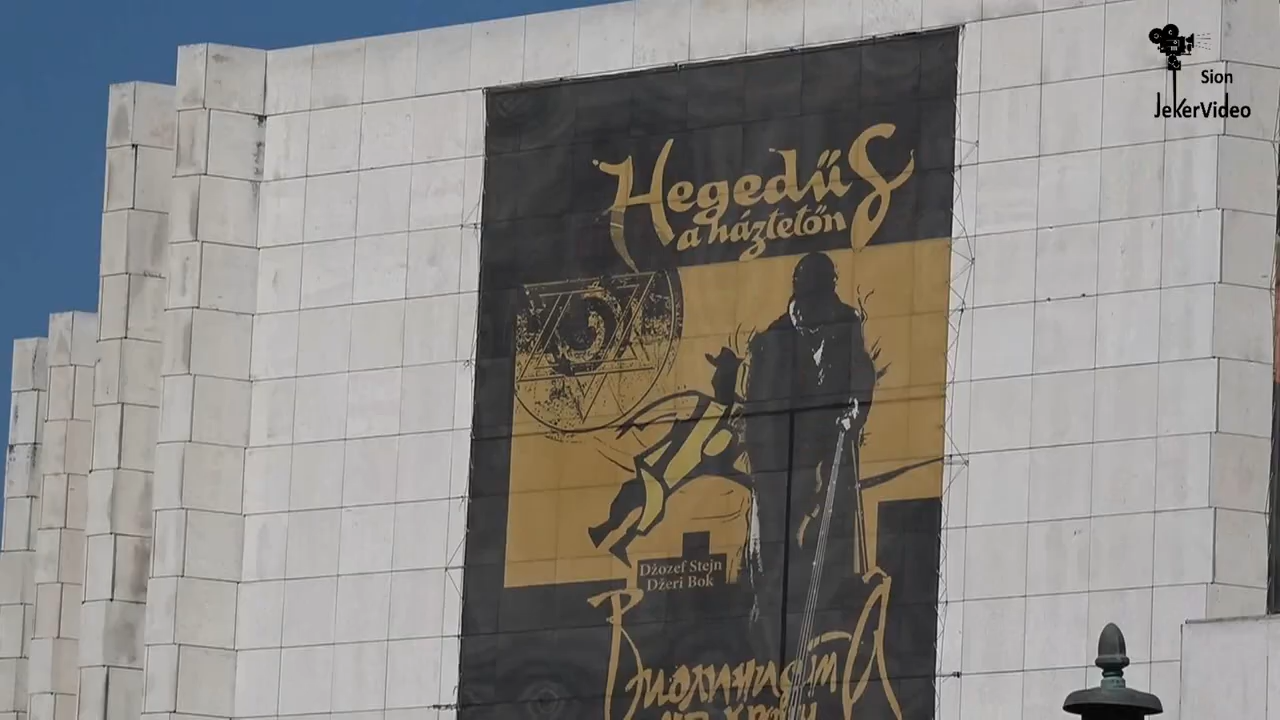 Sion
JeKerVideo
Hegedűs
a háztetőn
Džozef Stejn
Džeri Bok